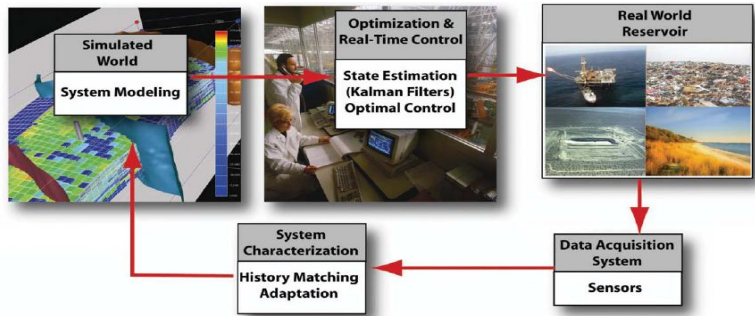 Simulated
World
System Modeling
Optimization &
Real-Time Control
State Estimation
(Kalman Filters)
Optimal Control
Real World
Reservoir
Data Acquisition
System
Sensors
System
Characterization
History Matching
Adaptation